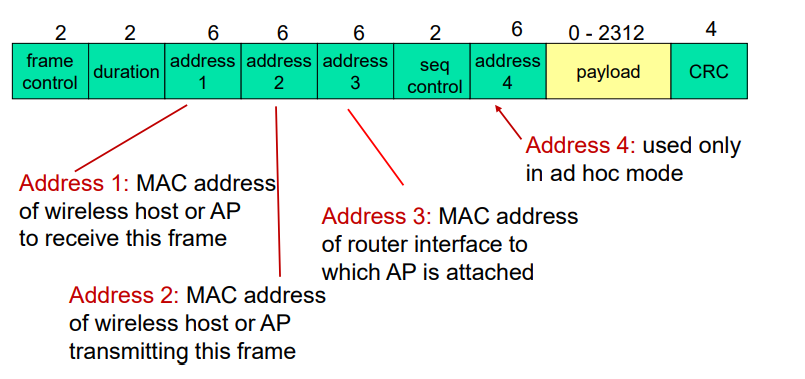 2 2 6 6 6 2 6 0 - 2312 4
frame control
duration
address 1
address 2
address 3
seq control
address 4
payload
CRC
Address 4: used only
in ad hoc mode
Address 1: MAC address
of wireless host or AP
to receive this frame
Address 3: MAC address
of router interface to
which AP is attached
Address 2: MAC address
of wireless host or AP
transmitting this frame